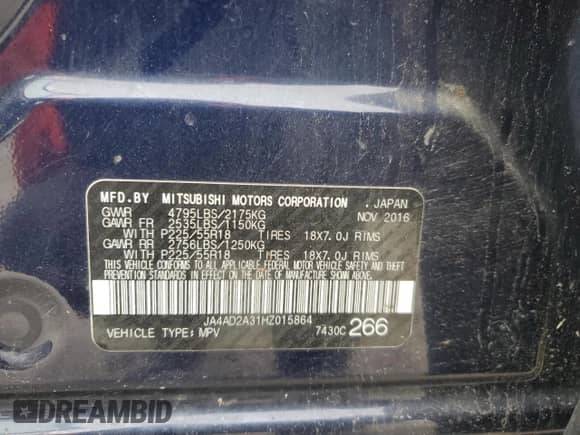 MFD.BY MITSUBISHI MOTORS CORPORATION . JAPAN
GVWR 4795LBS/2175KG NOV 2016
GAWR FR 2535LBS/1150KG
WITH P225/55R18 TIRES 18X7.0J RIMS
GAWR RR 2756LBS/1250KG
WITH P225/55R18 TIRES 18X7.0J RIMS
THIS VEHICLE CONFORMS TO ALL APPLICABLE FEDERAL MOTOR VEHICLE SAFETY AND THEFT
PREVENTION STANDARDS IN EFFECT ON THE DATE OF MANUFACTURE SHOWN ABOVE.
JA4AD2A31HZ015864
VEHICLE TYPE: MPV 7430C 266
DREAMBID